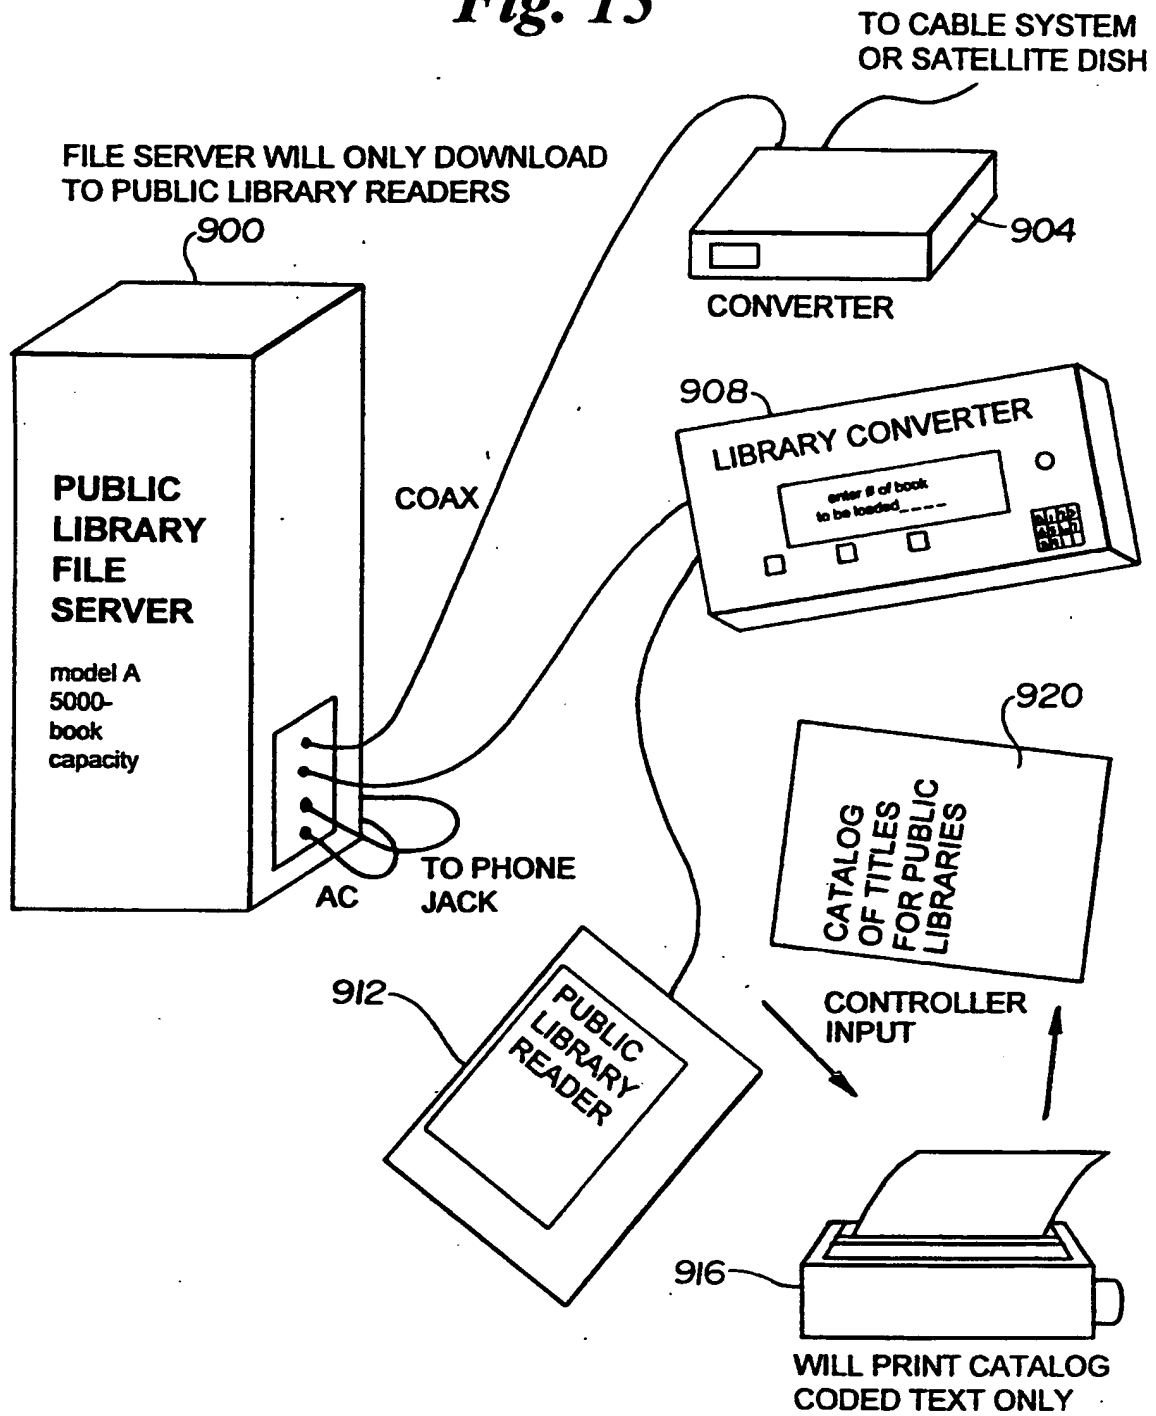 Fig. 15
TO CABLE SYSTEM
OR SATELLITE DISH
FILE SERVER WILL ONLY DOWNLOAD
TO PUBLIC LIBRARY READERS
900
904
CONVERTER
908
LIBRARY CONVERTER
enter # of book
to be loaded_ _ _ _
COAX
PUBLIC
LIBRARY
FILE
SERVER
model A
5000-
book
capacity
920
CATALOG
OF TITLES
FOR PUBLIC
LIBRARIES
TO PHONE
JACK
AC
912
PUBLIC
LIBRARY
READER
CONTROLLER
INPUT
916
WILL PRINT CATALOG
CODED TEXT ONLY